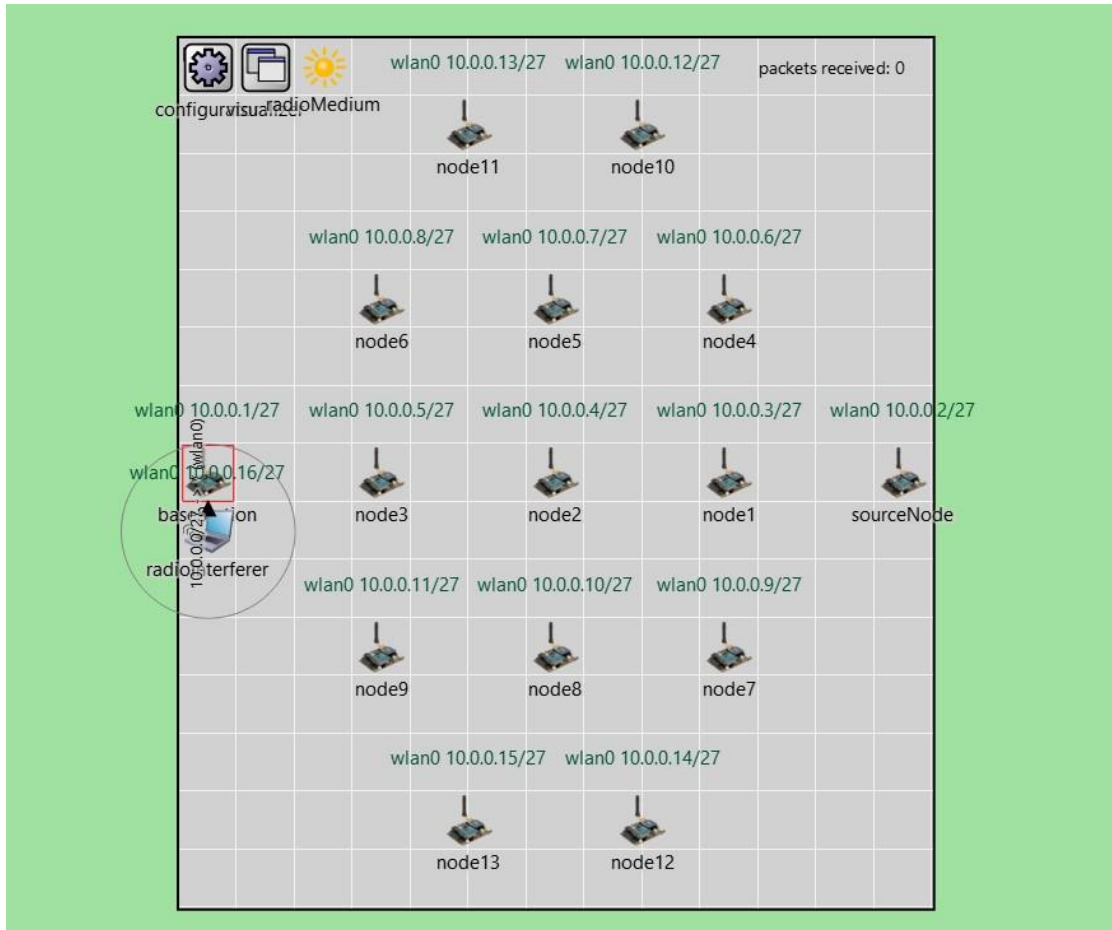 wlan0 10.0.0.13/27 wlan0 10.0.0.12/27 packets received: 0
radioMedium
node11 node10
wlan0 10.0.0.8/27 wlan0 10.0.0.7/27 wlan0 10.0.0.6/27
node6 node5 node4
wlan0 10.0.0.1/27 wlan0 10.0.0.5/27 wlan0 10.0.0.4/27 wlan0 10.0.0.3/27 wlan0 10.0.0.2/27
wlan0 10.0.0.16/27
node3 node2 node1 sourceNode
wlan0 10.0.0.11/27 wlan0 10.0.0.10/27 wlan0 10.0.0.9/27
node9 node8 node7
wlan0 10.0.0.15/27 wlan0 10.0.0.14/27
node13 node12